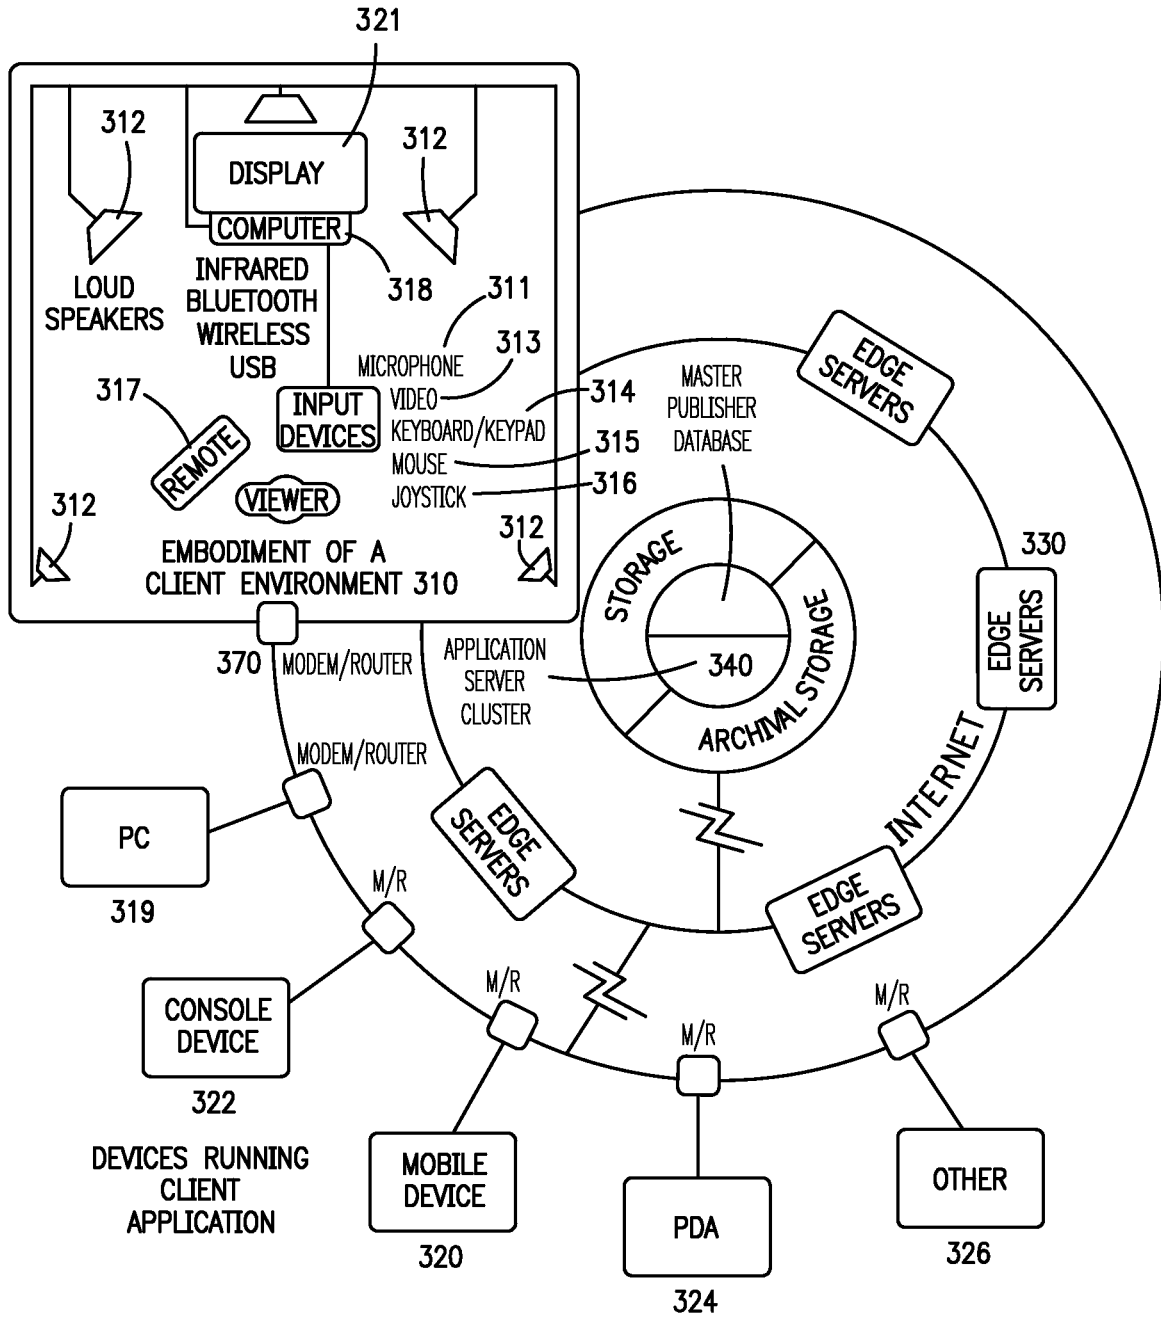 321
312
312
DISPLAY
COMPUTER
318
LOUD
SPEAKERS
INFRARED
BLUETOOTH
WIRELESS
USB
311
MICROPHONE
313
VIDEO
314
KEYBOARD/KEYPAD
315
MOUSE
316
JOYSTICK
INPUT
DEVICES
317
REMOTE
VIEWER
312
312
EMBODIMENT OF A
CLIENT ENVIRONMENT 310
370
MODEM/ROUTER
MODEM/ROUTER
MASTER
PUBLISHER
DATABASE
EDGE
SERVERS
330
EDGE
SERVERS
STORAGE
ARCHIVAL STORAGE
340
APPLICATION
SERVER
CLUSTER
INTERNET
EDGE
SERVERS
EDGE
SERVERS
PC
319
M/R
CONSOLE
DEVICE
322
M/R
MOBILE
DEVICE
320
M/R
PDA
324
M/R
OTHER
326
DEVICES RUNNING
CLIENT
APPLICATION